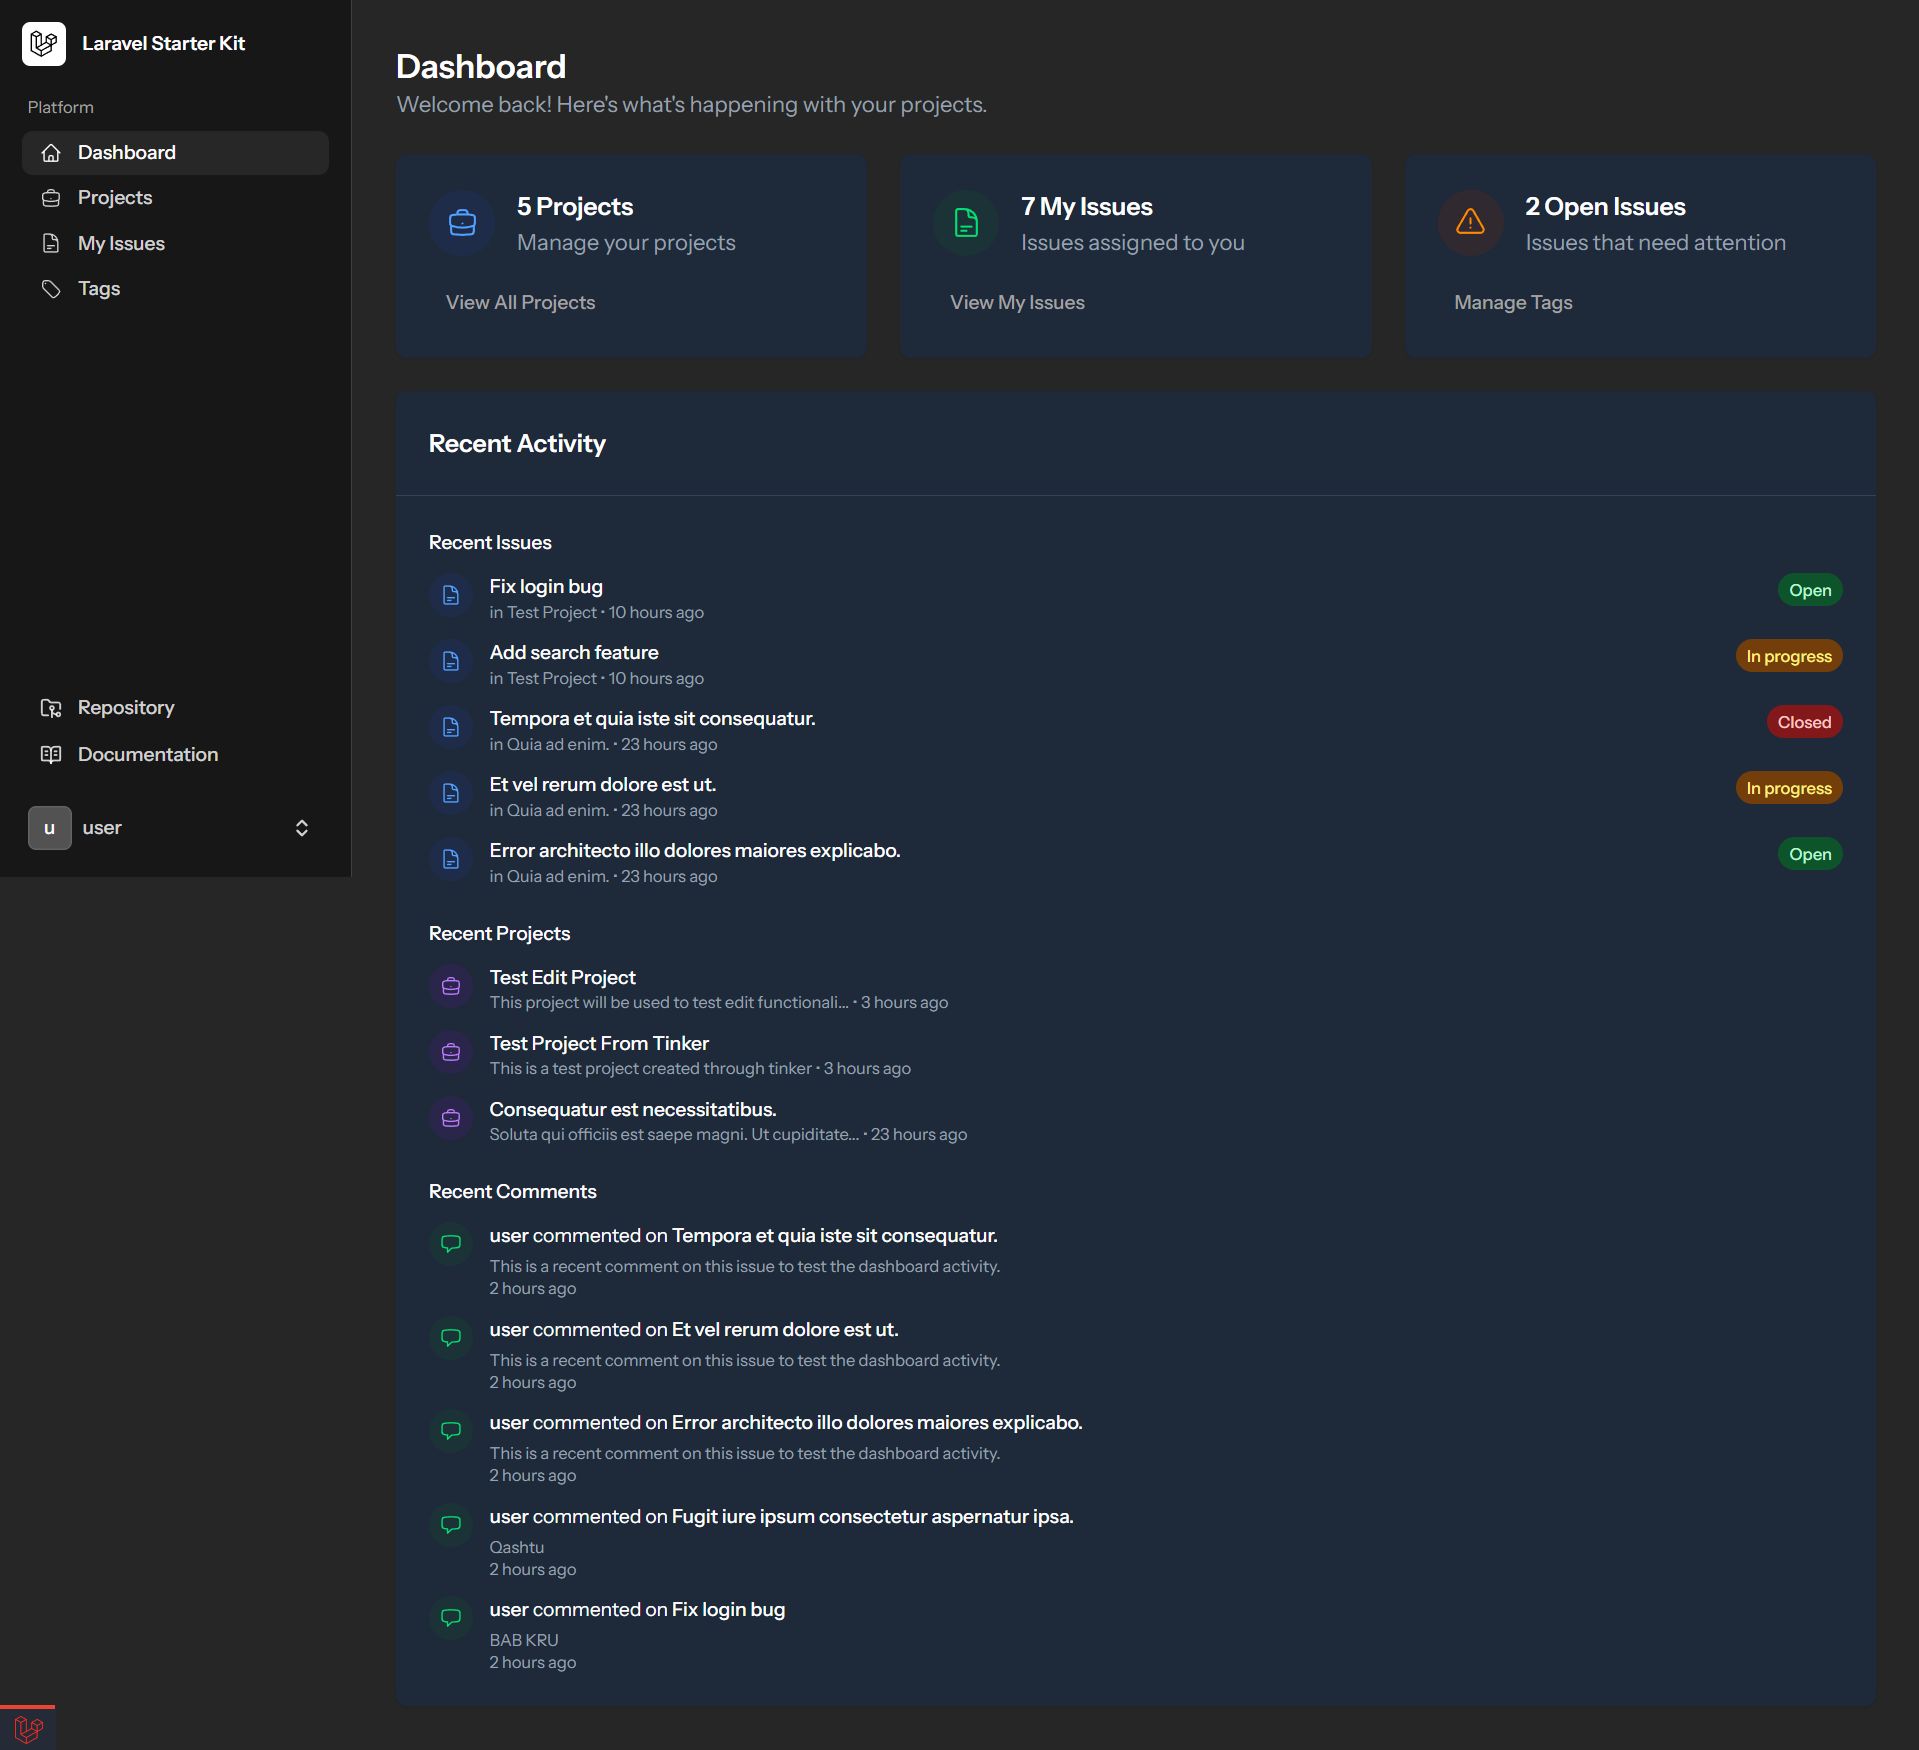 Laravel Starter Kit
Platform
Dashboard
Projects
My Issues
Tags
Repository
Documentation
u user
Dashboard
Welcome back! Here's what's happening with your projects.
5 Projects
Manage your projects
View All Projects
7 My Issues
Issues assigned to you
View My Issues
2 Open Issues
Issues that need attention
Manage Tags
Recent Activity
Recent Issues
Fix login bug
in Test Project • 10 hours ago
Open
Add search feature
in Test Project • 10 hours ago
In progress
Tempora et quia iste sit consequatur.
in Quia ad enim. • 23 hours ago
Closed
Et vel rerum dolore est ut.
in Quia ad enim. • 23 hours ago
In progress
Error architecto illo dolores maiores explicabo.
in Quia ad enim. • 23 hours ago
Open
Recent Projects
Test Edit Project
This project will be used to test edit functionali... • 3 hours ago
Test Project From Tinker
This is a test project created through tinker • 3 hours ago
Consequatur est necessitatibus.
Soluta qui officiis est saepe magni. Ut cupiditate... • 23 hours ago
Recent Comments
user commented on Tempora et quia iste sit consequatur.
This is a recent comment on this issue to test the dashboard activity.
2 hours ago
user commented on Et vel rerum dolore est ut.
This is a recent comment on this issue to test the dashboard activity.
2 hours ago
user commented on Error architecto illo dolores maiores explicabo.
This is a recent comment on this issue to test the dashboard activity.
2 hours ago
user commented on Fugit iure ipsum consectetur aspernatur ipsa.
Qashtu
2 hours ago
user commented on Fix login bug
BAB KRU
2 hours ago